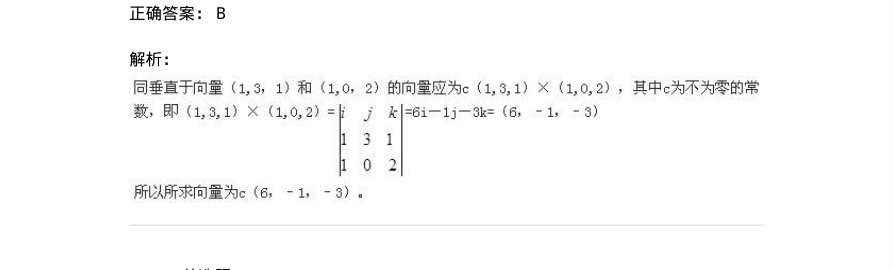 正确答案： B
解析：
同垂直于向量（1,3，1）和（1,0，2）的向量应为c（1,3,1）×（1,0,2），其中c为不为零的常
数，即（1,3,1）×（1,0,2）=|i j k|=6i－1j－3k=（6，－1，－3）
1 3 1
1 0 2
所以所求向量为c（6，－1，－3）。